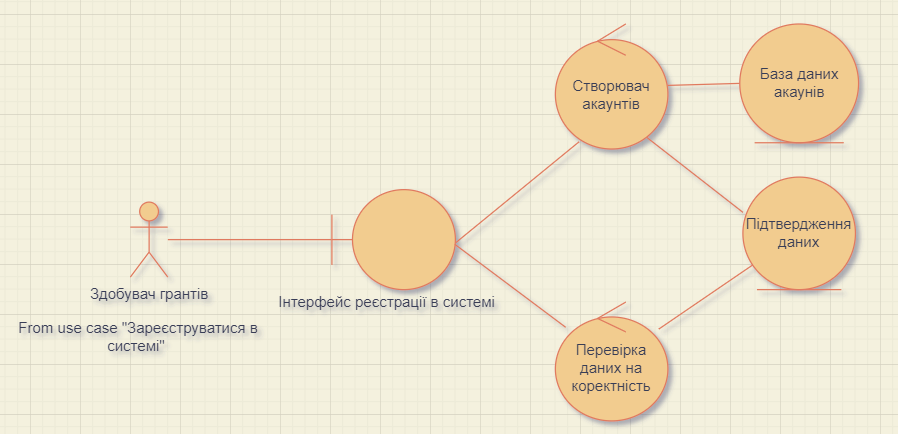 Здобувач грантів
From use case "Зареєструватися в
системі"
Інтерфейс реєстрації в системі
Створювач
акаунтів
База даних
акаунів
Підтвердження
даних
Перевірка
даних на
коректність